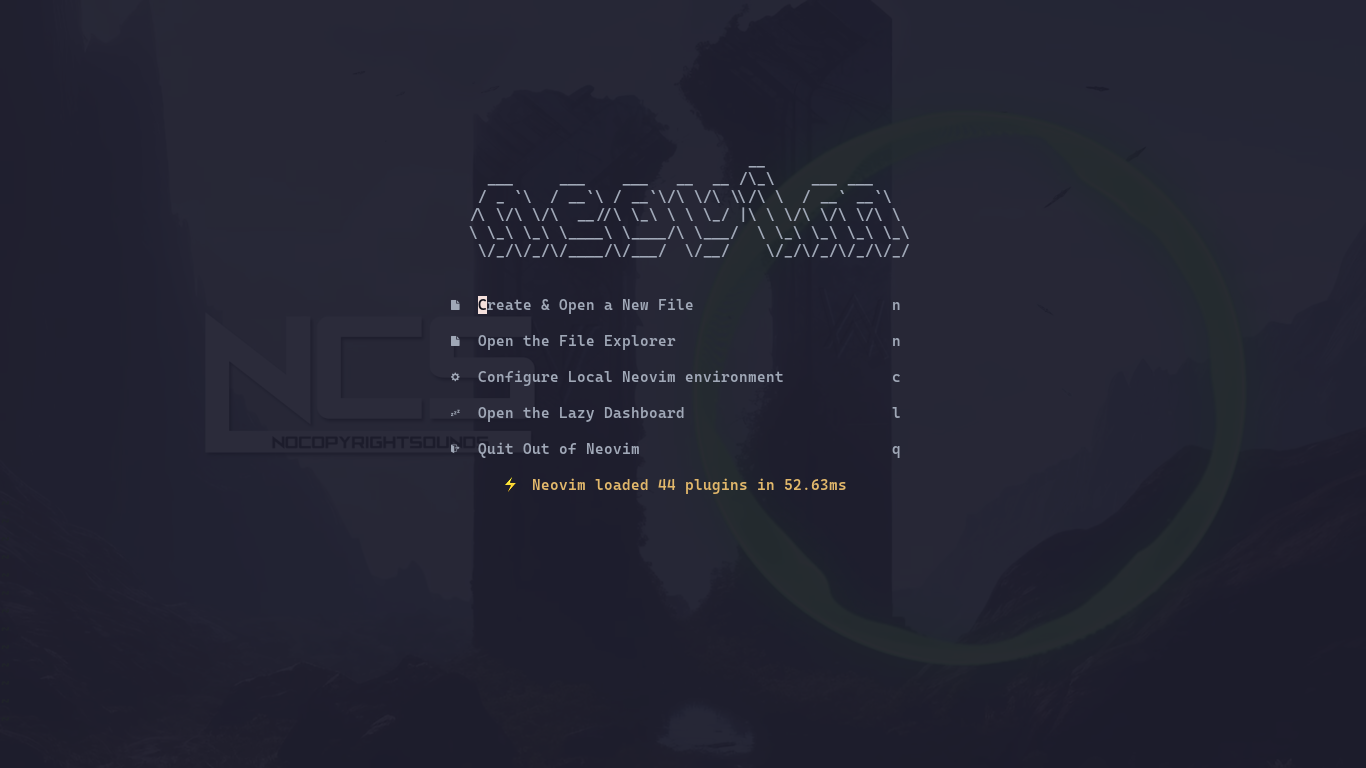 neovim
Create & Open a New File n
Open the File Explorer n
Configure Local Neovim environment c
NCS
Open the Lazy Dashboard l
NOCOPYRIGHTSOUNDS
Quit Out of Neovim q
⚡ Neovim loaded 44 plugins in 52.63ms